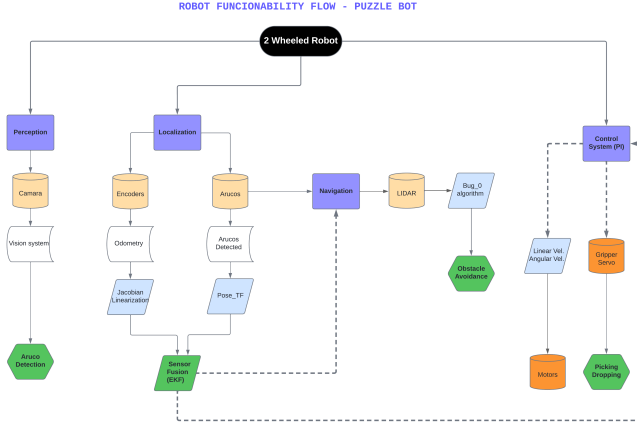 ROBOT FUNCIONABILITY FLOW - PUZZLE BOT
2 Wheeled Robot
Perception
Localization
Control
System (PI)
Camara
Encoders
Arucos
Navigation
LIDAR
Bug_0
algorithm
Vision system
Odometry
Arucos
Detected
Linear Vel.
Angular Vel.
Gripper
Servo
Obstacle
Avoidance
Jacobian
Linearization
Pose_TF
Aruco
Detection
Sensor
Fusion
(EKF)
Motors
Picking
Dropping